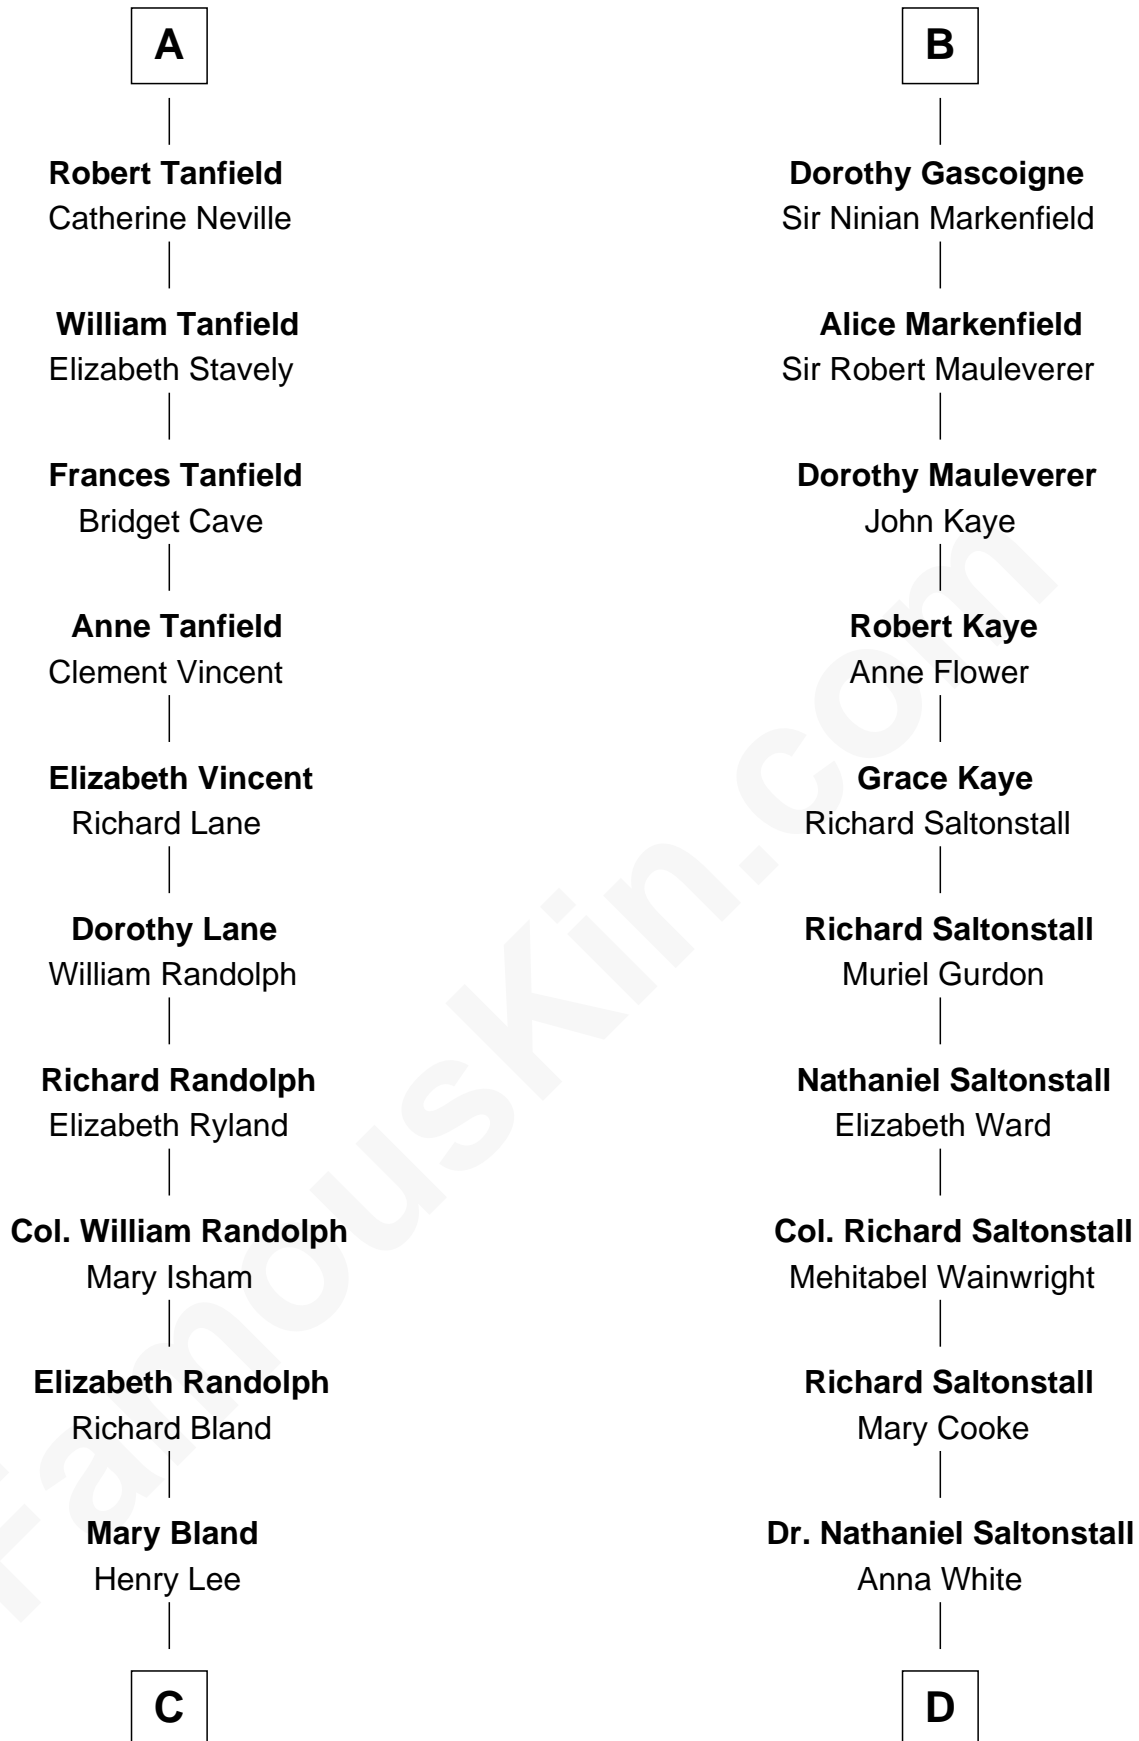 A
Robert Tanfield
Catherine Neville
William Tanfield
Elizabeth Stavely
Frances Tanfield
Bridget Cave
Anne Tanfield
Clement Vincent
Elizabeth Vincent
Richard Lane
Dorothy Lane
William Randolph
Richard Randolph
Elizabeth Ryland
Col. William Randolph
Mary Isham
Elizabeth Randolph
Richard Bland
Mary Bland
Henry Lee
C
B
Dorothy Gascoigne
Sir Ninian Markenfield
Alice Markenfield
Sir Robert Mauleverer
Dorothy Mauleverer
John Kaye
Robert Kaye
Anne Flower
Grace Kaye
Richard Saltonstall
Richard Saltonstall
Muriel Gurdon
Nathaniel Saltonstall
Elizabeth Ward
Col. Richard Saltonstall
Mehitabel Wainwright
Richard Saltonstall
Mary Cooke
Dr. Nathaniel Saltonstall
Anna White
D
FamousKin.com